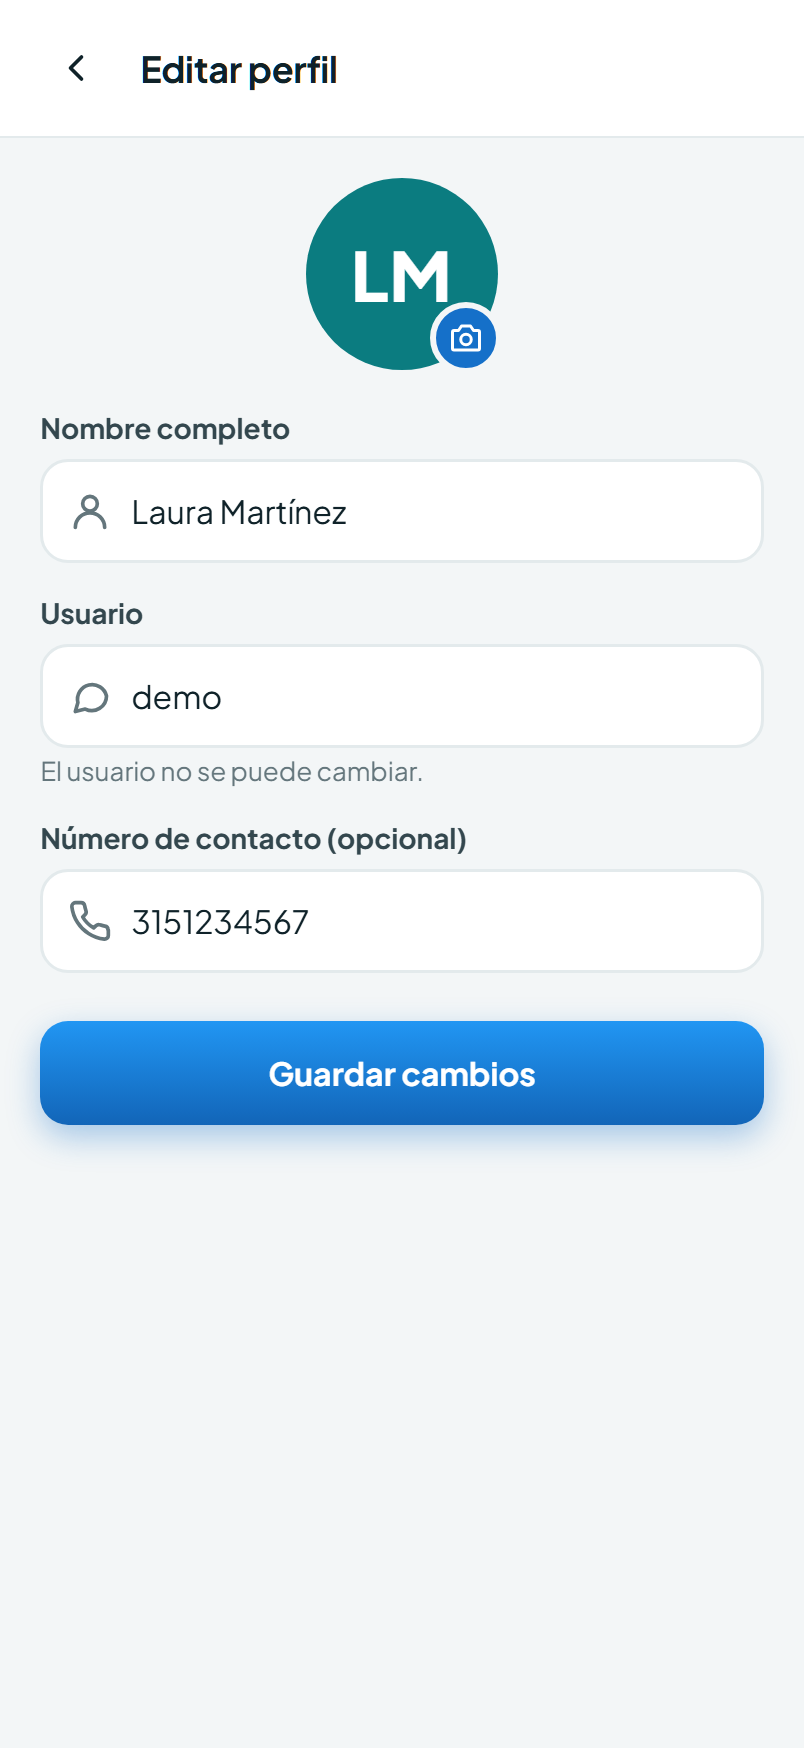 Editar perfil
LM
Nombre completo
Laura Martínez
Usuario
demo
El usuario no se puede cambiar.
Número de contacto (opcional)
3151234567
Guardar cambios